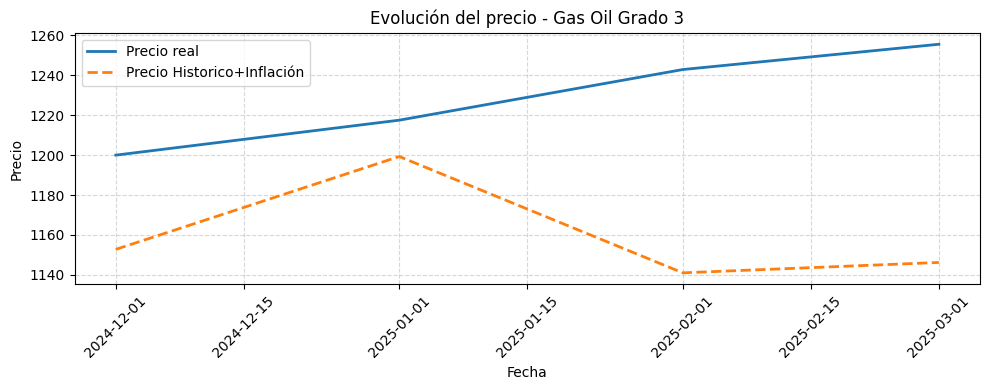 Evolución del precio - Gas Oil Grado 3
Precio real
Precio Historico+Inflación
Precio
1260
1240
1220
1200
1180
1160
1140
2024-12-01
2024-12-15
2025-01-01
2025-01-15
2025-02-01
2025-02-15
2025-03-01
Fecha